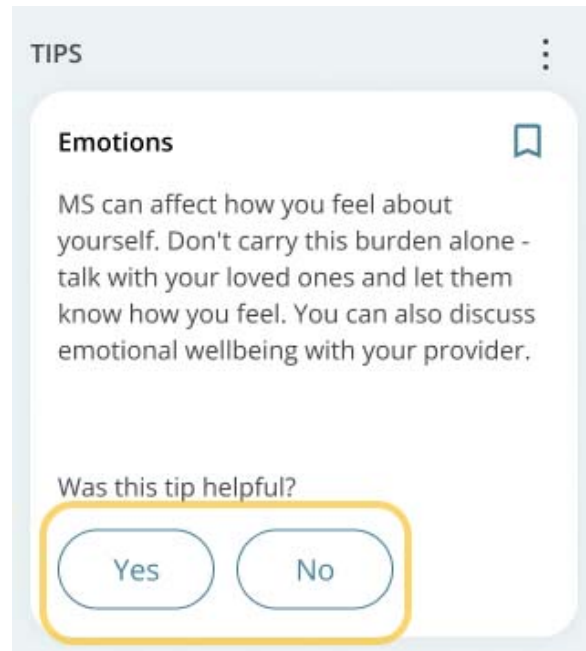 TIPS
Emotions
MS can affect how you feel about
yourself. Don't carry this burden alone -
talk with your loved ones and let them
know how you feel. You can also discuss
emotional wellbeing with your provider.
Was this tip helpful?
Yes No